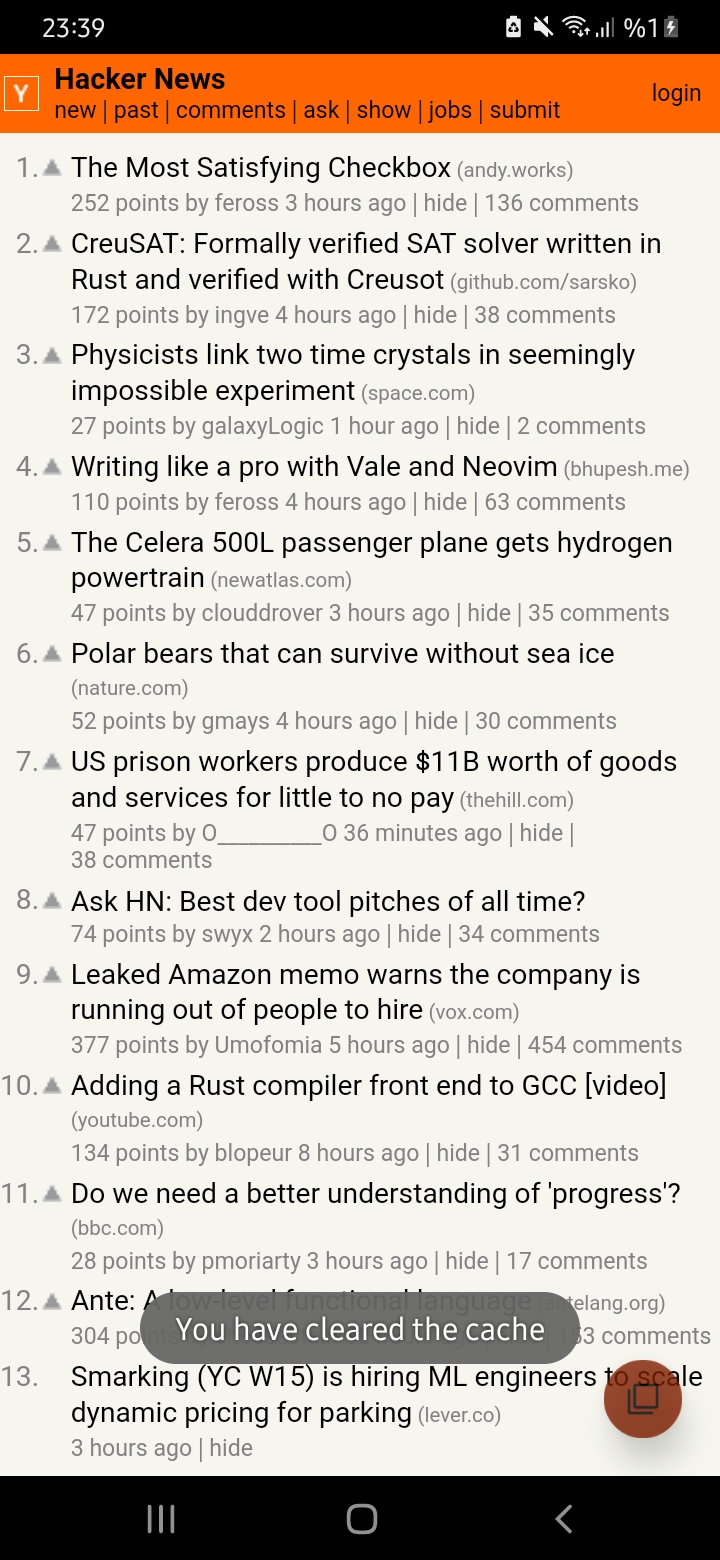 23:39
%1
Y
Hacker News
new | past | comments | ask | show | jobs | submit
login
1. The Most Satisfying Checkbox (andy.works)
252 points by feross 3 hours ago | hide | 136 comments
2. CreuSAT: Formally verified SAT solver written in
Rust and verified with Creusot (github.com/sarsko)
172 points by ingve 4 hours ago | hide | 38 comments
3. Physicists link two time crystals in seemingly
impossible experiment (space.com)
27 points by galaxyLogic 1 hour ago | hide | 2 comments
4. Writing like a pro with Vale and Neovim (bhupesh.me)
110 points by feross 4 hours ago | hide | 63 comments
5. The Celera 500L passenger plane gets hydrogen
powertrain (newatlas.com)
47 points by clouddrover 3 hours ago | hide | 35 comments
6. Polar bears that can survive without sea ice
(nature.com)
52 points by gmays 4 hours ago | hide | 30 comments
7. US prison workers produce $11B worth of goods
and services for little to no pay (thehill.com)
47 points by O__________O 36 minutes ago | hide |
38 comments
8. Ask HN: Best dev tool pitches of all time?
74 points by swyx 2 hours ago | hide | 34 comments
9. Leaked Amazon memo warns the company is
running out of people to hire (vox.com)
377 points by Umofomia 5 hours ago | hide | 454 comments
10. Adding a Rust compiler front end to GCC [video]
(youtube.com)
134 points by blopeur 8 hours ago | hide | 31 comments
11. Do we need a better understanding of 'progress'?
(bbc.com)
28 points by pmoriarty 3 hours ago | hide | 17 comments
12. Ante: A low-level functional language (antelang.org)
304 comments
You have cleared the cache
13. Smarking (YC W15) is hiring ML engineers to scale
dynamic pricing for parking (lever.co)
3 hours ago | hide